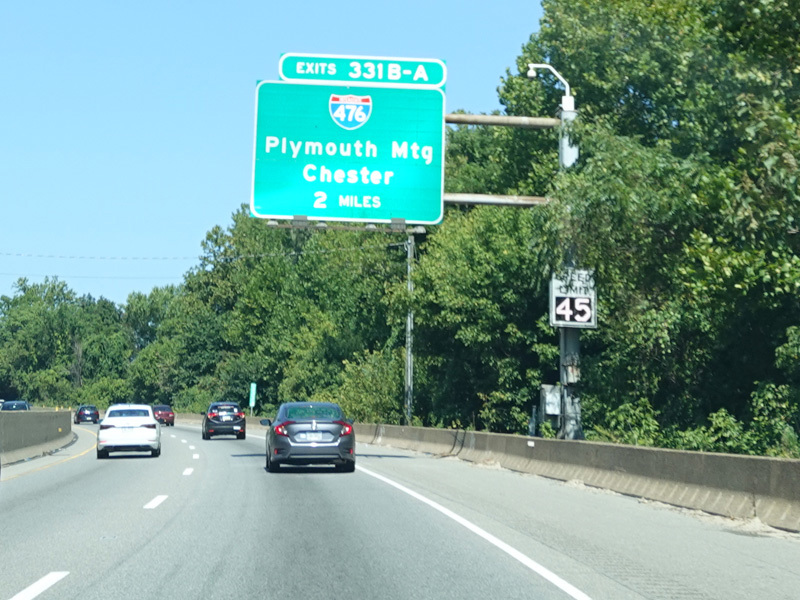 EXITS 331B-A
476
Plymouth Mtg
Chester
2 MILES
SPEED
LIMIT
45